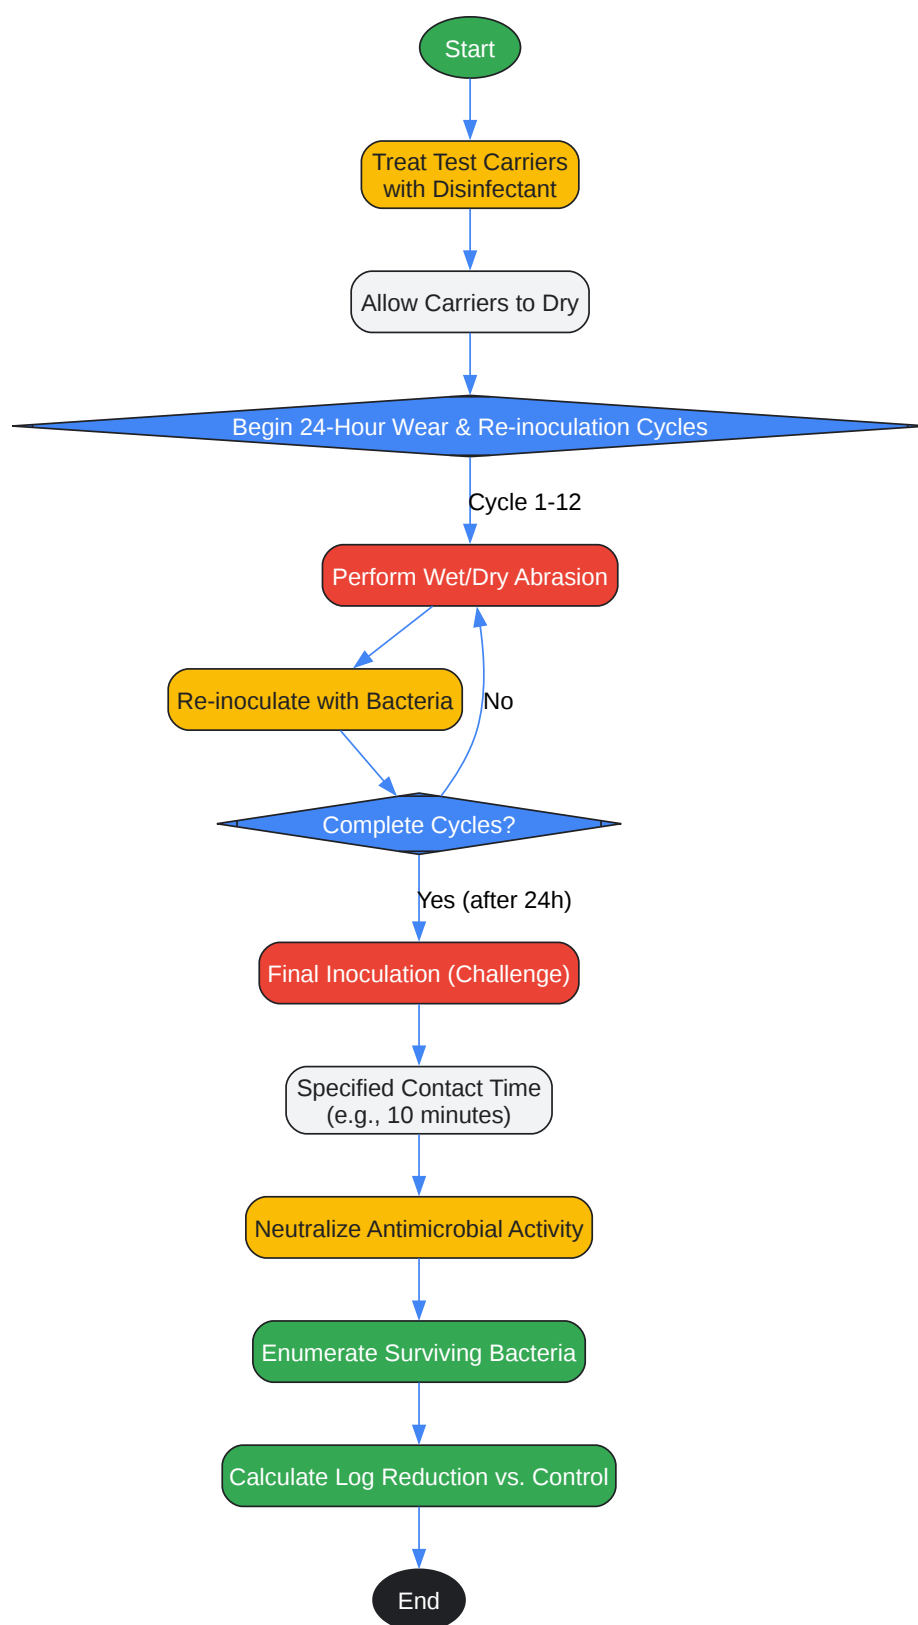 Start
Treat Test Carriers
with Disinfectant
Allow Carriers to Dry
Begin 24-Hour Wear & Re-inoculation Cycles
Cycle 1-12
Perform Wet/Dry Abrasion
Re-inoculate with Bacteria
No
Complete Cycles?
Yes (after 24h)
Final Inoculation (Challenge)
Specified Contact Time
(e.g., 10 minutes)
Neutralize Antimicrobial Activity
Enumerate Surviving Bacteria
Calculate Log Reduction vs. Control
End